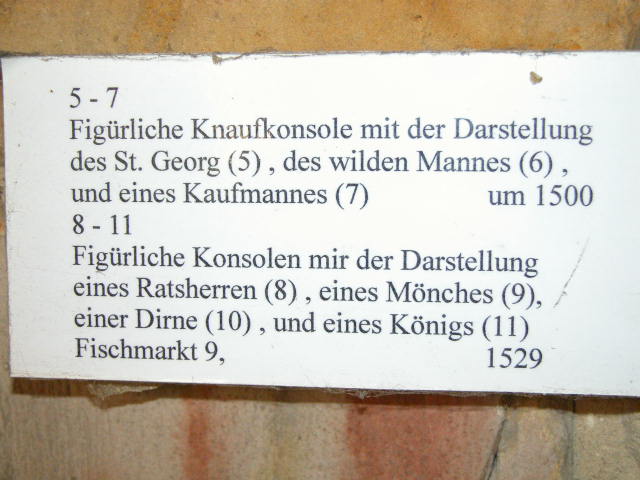 5 - 7
Figürliche Knaufkonsole mit der Darstellung
des St. Georg (5) , des wilden Mannes (6) ,
und eines Kaufmannes (7) um 1500
8 - 11
Figürliche Konsolen mir der Darstellung
eines Ratsherren (8) , eines Mönches (9),
einer Dirne (10) , und eines Königs (11)
Fischmarkt 9, 1529